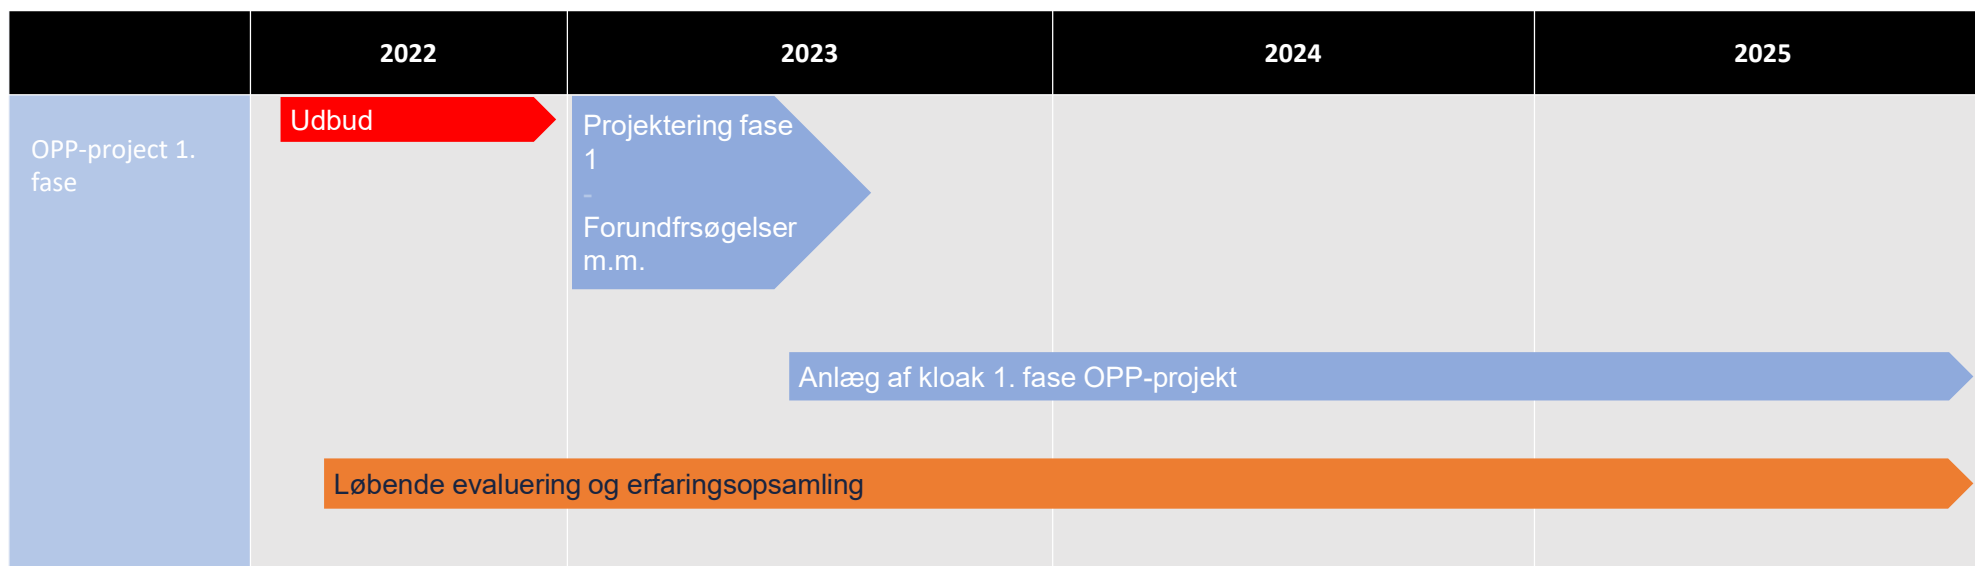 2022
2023
2024
2025
OPP-project 1.
fase
Udbud
Projektering fase
1
-
Forundfrsøgelser
m.m.
Anlæg af kloak 1. fase OPP-projekt
Løbende evaluering og erfaringsopsamling